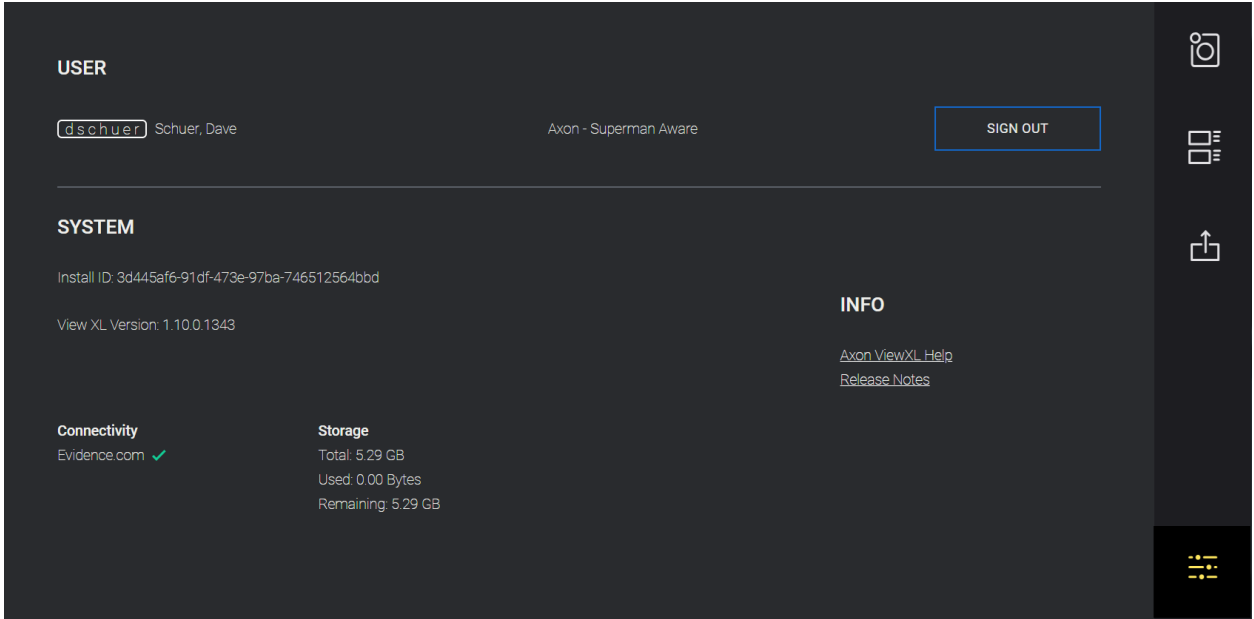 USER
dschuer Schuer, Dave Axon - Superman Aware SIGN OUT
SYSTEM
Install ID: 3d445af6-91df-473e-97ba-746512564bbd
View XL Version: 1.10.0.1343
INFO
Axon ViewXL Help
Release Notes
Connectivity
Evidence.com
Storage
Total: 5.29 GB
Used: 0.00 Bytes
Remaining: 5.29 GB